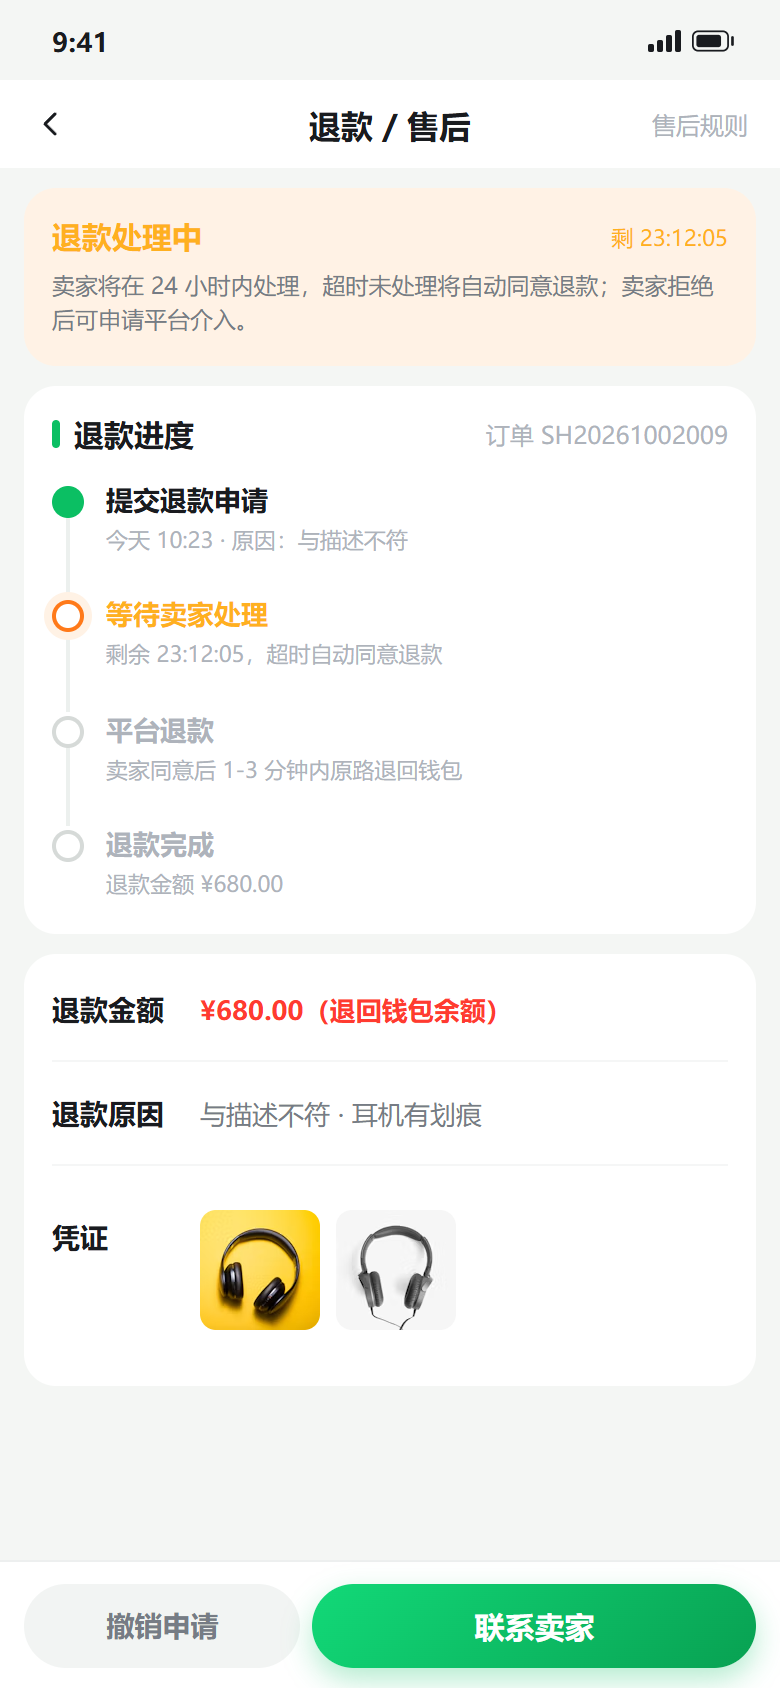 9:41
退款 / 售后
售后规则
退款处理中
剩 23:12:05
卖家将在 24 小时内处理，超时未处理将自动同意退款；卖家拒绝
后可申请平台介入。
退款进度
订单 SH20261002009
提交退款申请
今天 10:23 · 原因：与描述不符
等待卖家处理
剩余 23:12:05，超时自动同意退款
平台退款
卖家同意后 1-3 分钟内原路退回钱包
退款完成
退款金额 ¥680.00
退款金额
¥680.00（退回钱包余额）
退款原因
与描述不符 · 耳机有划痕
凭证
撤销申请
联系卖家